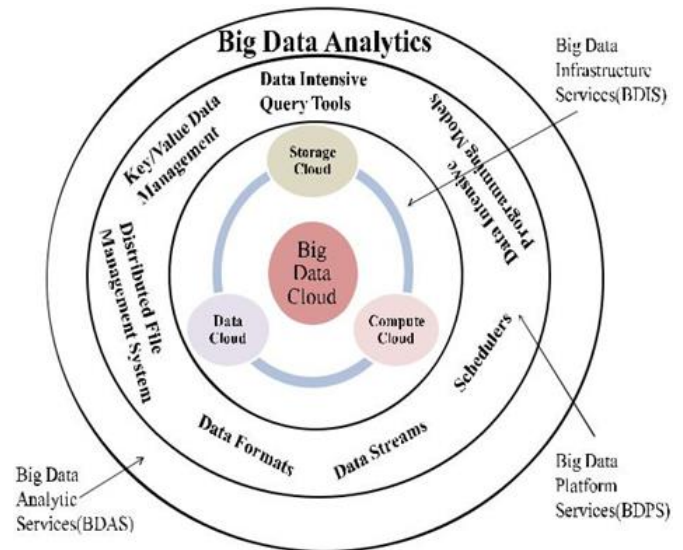 Big Data Analytics
Big Data
Infrastructure
Services(BDIS)
Data Intensive
Query Tools
Key/Value Data
Management
Data Intensive
Programming Models
Storage
Cloud
Distributed File
Management System
Big
Data
Cloud
Data
Cloud
Compute
Cloud
Schedulers
Data Formats
Data Streams
Big Data
Analytic
Services(BDAS)
Big Data
Platform
Services(BDPS)